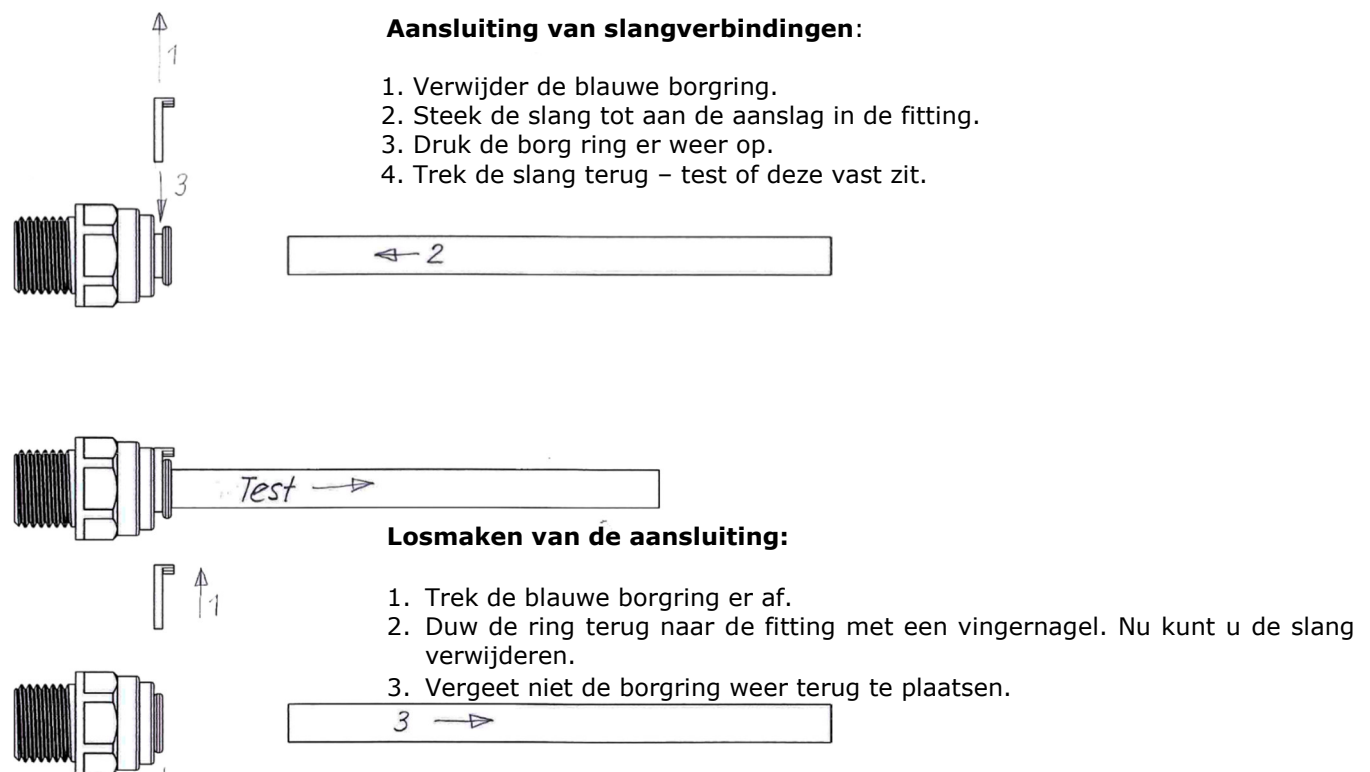 Aansluiting van slangverbindingen:
1
1. Verwijder de blauwe borgring.
2. Steek de slang tot aan de aanslag in de fitting.
3. Druk de borg ring er weer op.
4. Trek de slang terug – test of deze vast zit.
3
2
Test
Losmaken van de aansluiting:
1
1. Trek de blauwe borgring er af.
2. Duw de ring terug naar de fitting met een vingernagel. Nu kunt u de slang
verwijderen.
3. Vergeet niet de borgring weer terug te plaatsen.
3